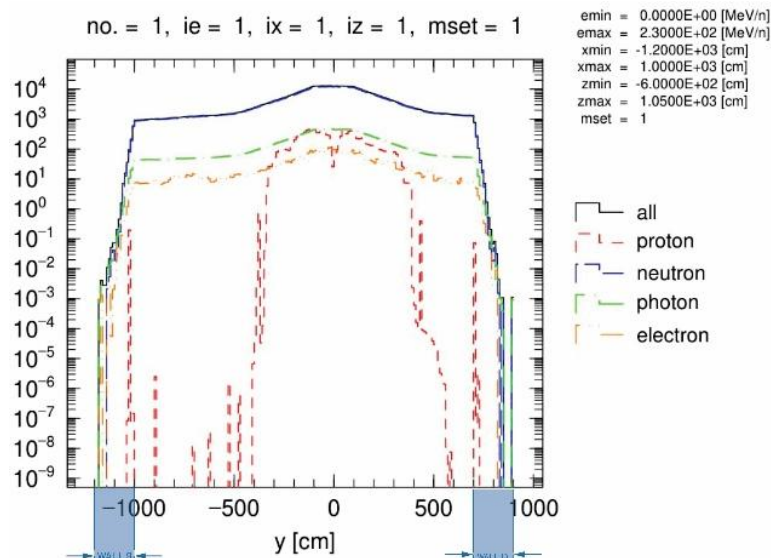 no. = 1, ie = 1, ix = 1, iz = 1, mset = 1
emin = 0.0000E+00 [MeV/n]
emax = 2.3000E+02 [MeV/n]
xmin = -1.2000E+03 [cm]
xmax = 1.0000E+03 [cm]
zmin = -6.0000E+02 [cm]
zmax = 1.0500E+03 [cm]
mset = 1
10⁴
10³
10²
10¹
10⁰
10⁻¹
10⁻²
10⁻³
10⁻⁴
10⁻⁵
10⁻⁶
10⁻⁷
10⁻⁸
10⁻⁹
all
proton
neutron
photon
electron
−1000 −500 0 500 1000
y [cm]